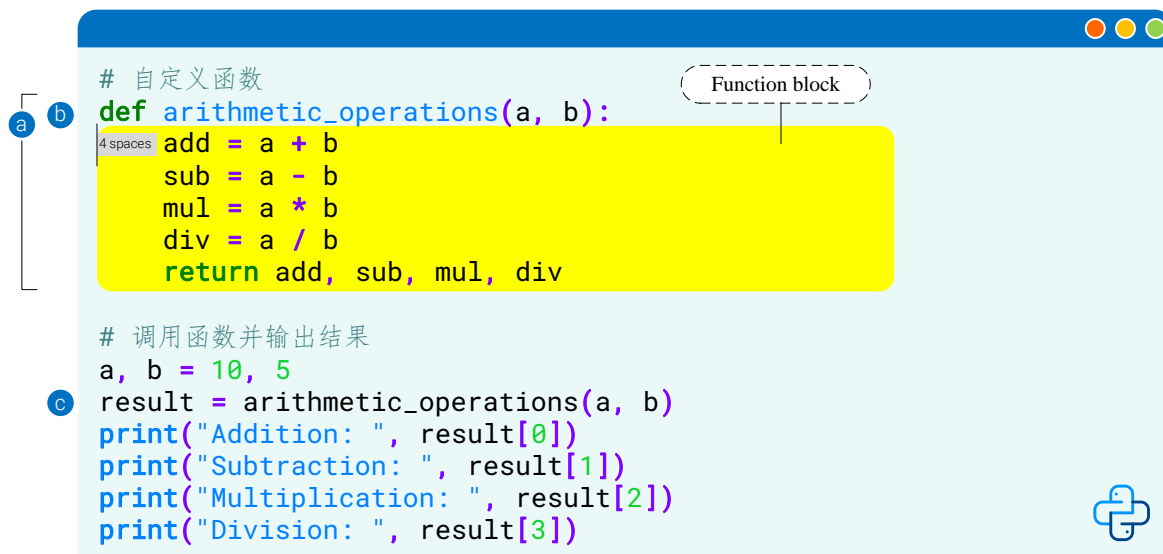 # 自定义函数
Function block
a
b
def arithmetic_operations(a, b):
4 spaces
add = a + b
sub = a - b
mul = a * b
div = a / b
return add, sub, mul, div
# 调用函数并输出结果
a, b = 10, 5
c
result = arithmetic_operations(a, b)
print("Addition: ", result[0])
print("Subtraction: ", result[1])
print("Multiplication: ", result[2])
print("Division: ", result[3])